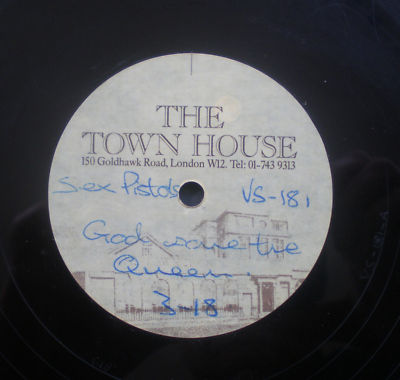 THE
TOWN HOUSE
150 Goldhawk Road, London W12. Tel: 01-743 9313
Sex Pistols VS-181
God save the
Queen.
3-18